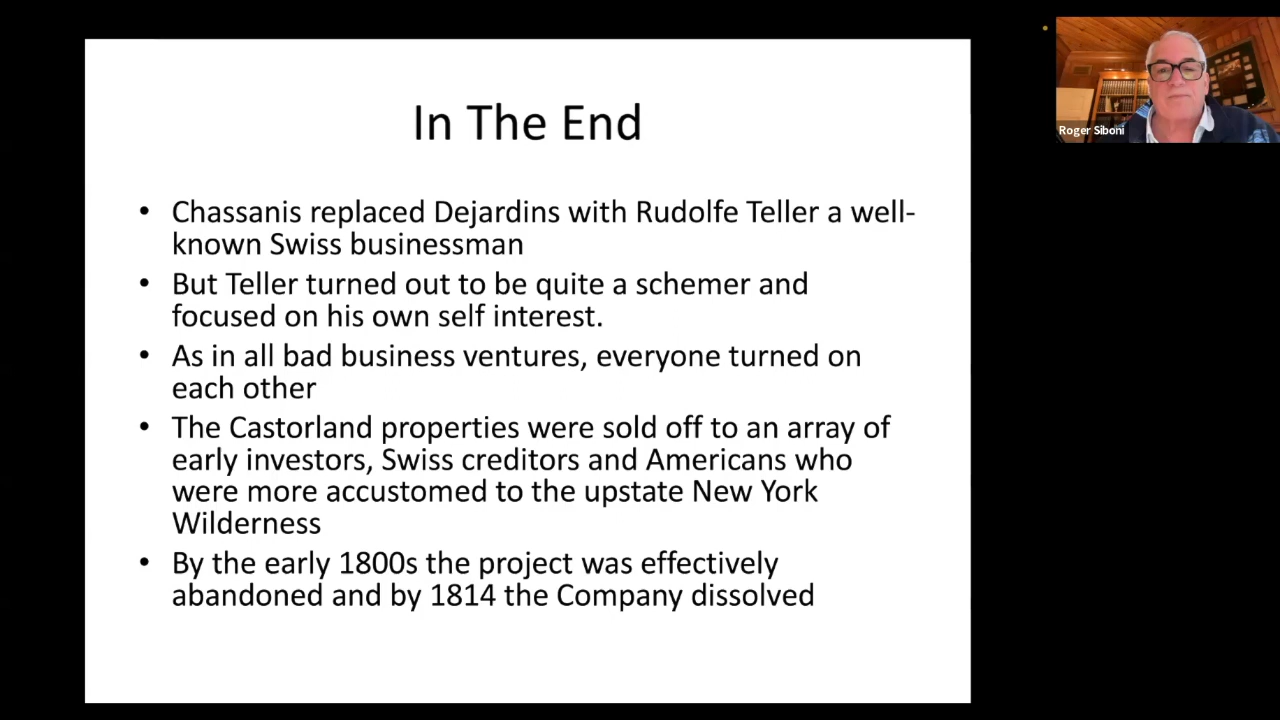 In The End
• Chassanis replaced Dejardins with Rudolfe Teller a well-
known Swiss businessman
• But Teller turned out to be quite a schemer and
focused on his own self interest.
• As in all bad business ventures, everyone turned on
each other
• The Castorland properties were sold off to an array of
early investors, Swiss creditors and Americans who
were more accustomed to the upstate New York
Wilderness
• By the early 1800s the project was effectively
abandoned and by 1814 the Company dissolved
Roger Siboni